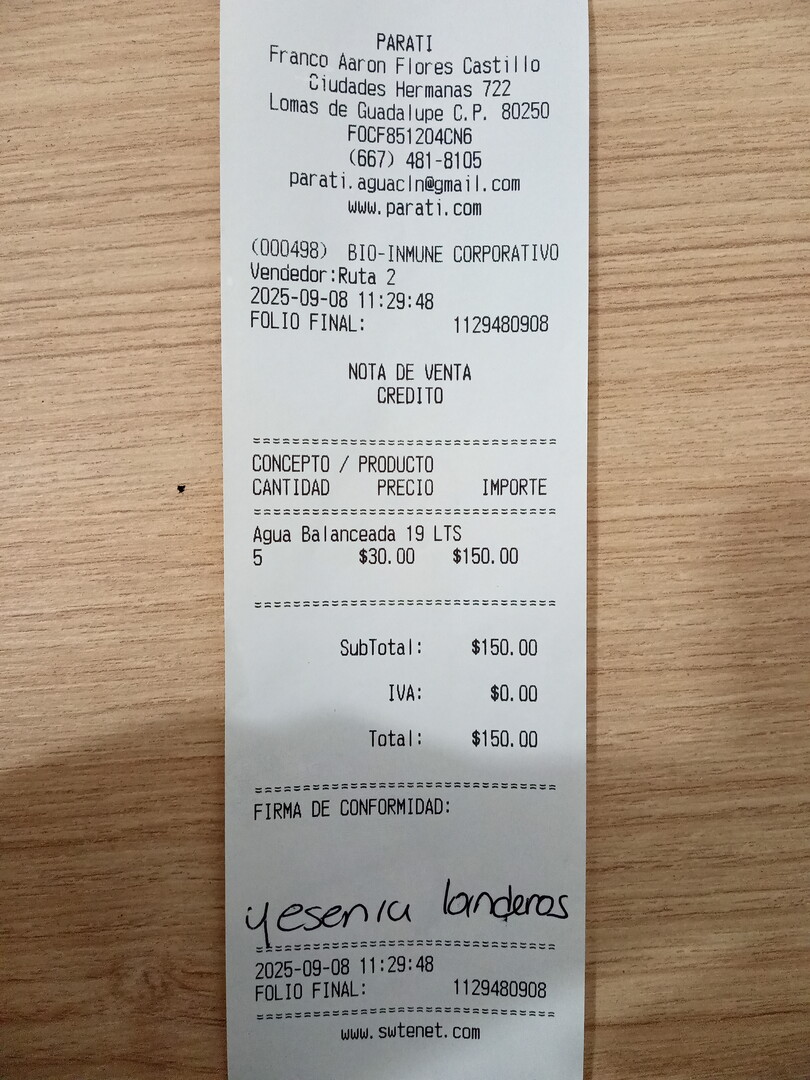 PARATI
Franco Aaron Flores Castillo
Ciudades Hermanas 722
Lomas de Guadalupe C.P. 80250
FOCF851204CN6
(667) 481-8105
parati.aguacln@gmail.com
www.parati.com
(000498) BIO-INMUNE CORPORATIVO
Vendedor:Ruta 2
2025-09-08 11:29:48
FOLIO FINAL: 1129480908
NOTA DE VENTA
CREDITO
===============================
CONCEPTO / PRODUCTO
CANTIDAD PRECIO IMPORTE
===============================
Agua Balanceada 19 LTS
5 $30.00 $150.00
===============================
SubTotal: $150.00
IVA: $0.00
Total: $150.00
===============================
FIRMA DE CONFORMIDAD:
yesenia landeros
===============================
2025-09-08 11:29:48
FOLIO FINAL: 1129480908
===============================
www.swtenet.com